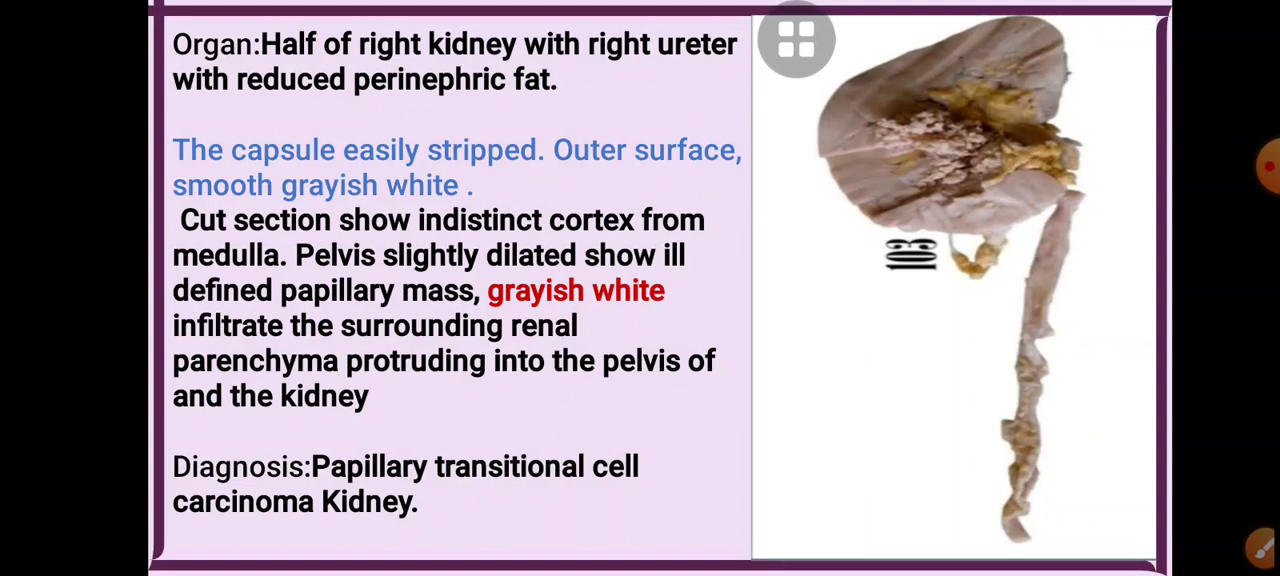 Organ:Half of right kidney with right ureter
with reduced perinephric fat.
The capsule easily stripped. Outer surface,
smooth grayish white .
Cut section show indistinct cortex from
medulla. Pelvis slightly dilated show ill
defined papillary mass, grayish white
infiltrate the surrounding renal
parenchyma protruding into the pelvis of
and the kidney
Diagnosis:Papillary transitional cell
carcinoma Kidney.
103